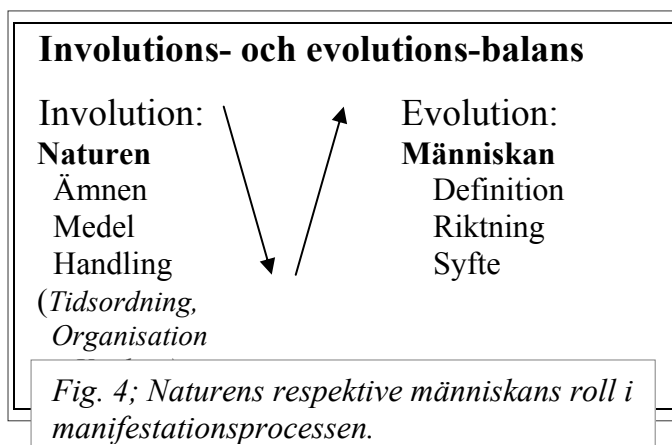 Involutions- och evolutions-balans
Involution:
Naturen
Ämnen
Medel
Handling
(Tidsordning,
Organisation
Evolution:
Människan
Definition
Riktning
Syfte
Fig. 4; Naturens respektive människans roll i
manifestationsprocessen.